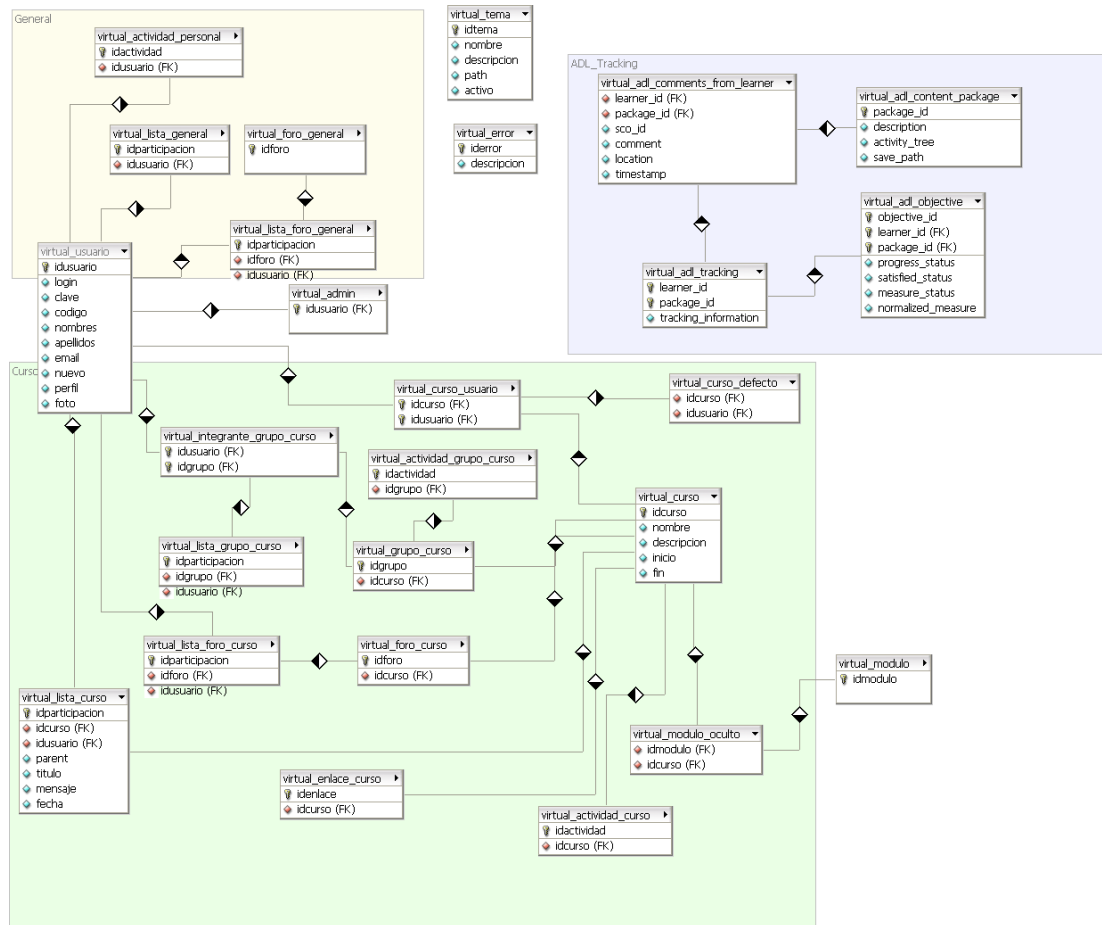 General
virtual_actividad_personal
idactividad
idusuario (FK)
virtual_lista_general
idparticipacion
idusuario (FK)
virtual_foro_general
idforo
virtual_lista_foro_general
idparticipacion
idforo (FK)
idusuario (FK)
virtual_usuario
idusuario
login
clave
codigo
nombres
apellidos
email
nuevo
perfil
foto
virtual_admin
idusuario (FK)
virtual_tema
idtema
nombre
descripcion
path
activo
virtual_error
iderror
descripcion
ADL_Tracking
virtual_adl_comments_from_learner
learner_id (FK)
package_id (FK)
sco_id
comment
location
timestamp
virtual_adl_content_package
package_id
description
activity_tree
save_path
virtual_adl_objective
objective_id
learner_id (FK)
package_id (FK)
progress_status
satisfied_status
measure_status
normalized_measure
virtual_adl_tracking
learner_id
package_id
tracking_information
Curso
virtual_curso_usuario
idcurso (FK)
idusuario (FK)
virtual_curso_defecto
idcurso (FK)
idusuario (FK)
virtual_integrante_grupo_curso
idusuario (FK)
idgrupo (FK)
virtual_actividad_grupo_curso
idactividad
idgrupo (FK)
virtual_curso
idcurso
nombre
descripcion
inicio
fin
virtual_lista_grupo_curso
idparticipacion
idgrupo (FK)
idusuario (FK)
virtual_grupo_curso
idgrupo
idcurso (FK)
virtual_lista_foro_curso
idparticipacion
idforo (FK)
idusuario (FK)
virtual_foro_curso
idforo
idcurso (FK)
virtual_modulo
idmodulo
virtual_lista_curso
idparticipacion
idcurso (FK)
idusuario (FK)
parent
titulo
mensaje
fecha
virtual_modulo_oculto
idmodulo (FK)
idcurso (FK)
virtual_enlace_curso
idenlace
idcurso (FK)
virtual_actividad_curso
idactividad
idcurso (FK)